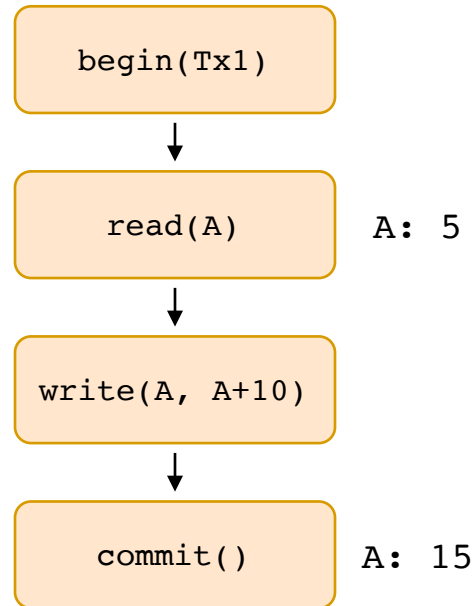 begin(Tx1)
read(A)
A: 5
write(A, A+10)
commit()
A: 15